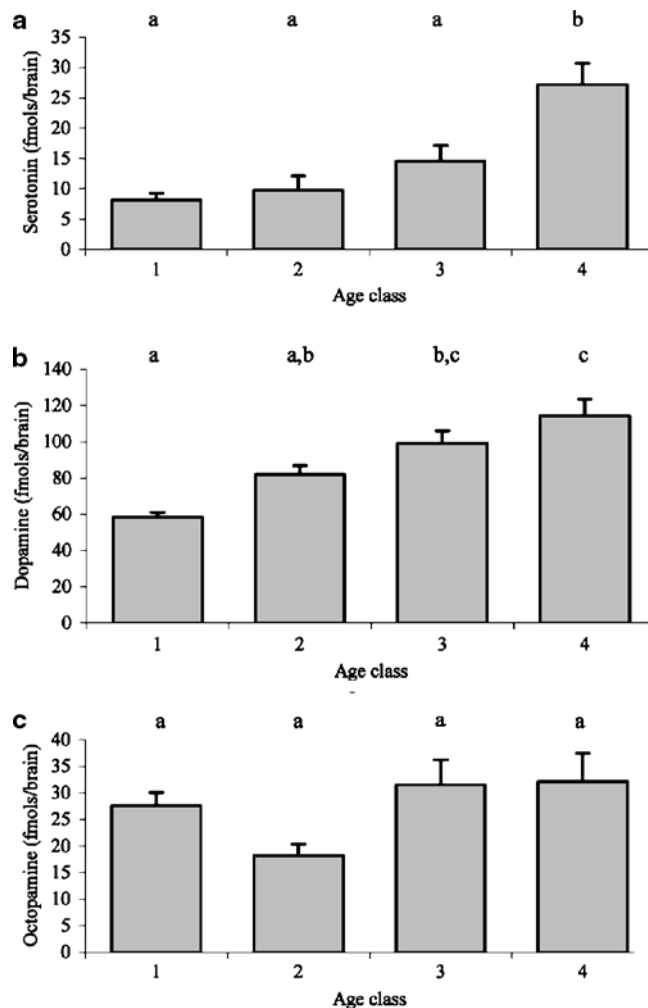 a
a a a b
Serotonin (fmols/brain)
35
30
25
20
15
10
5
0
1 2 3 4
Age class
b
a a,b b,c c
Dopamine (fmols/brain)
140
120
100
80
60
40
20
0
1 2 3 4
Age class
c
a a a a
Octopamine (fmols/brain)
40
35
30
25
20
15
10
5
0
1 2 3 4
Age class